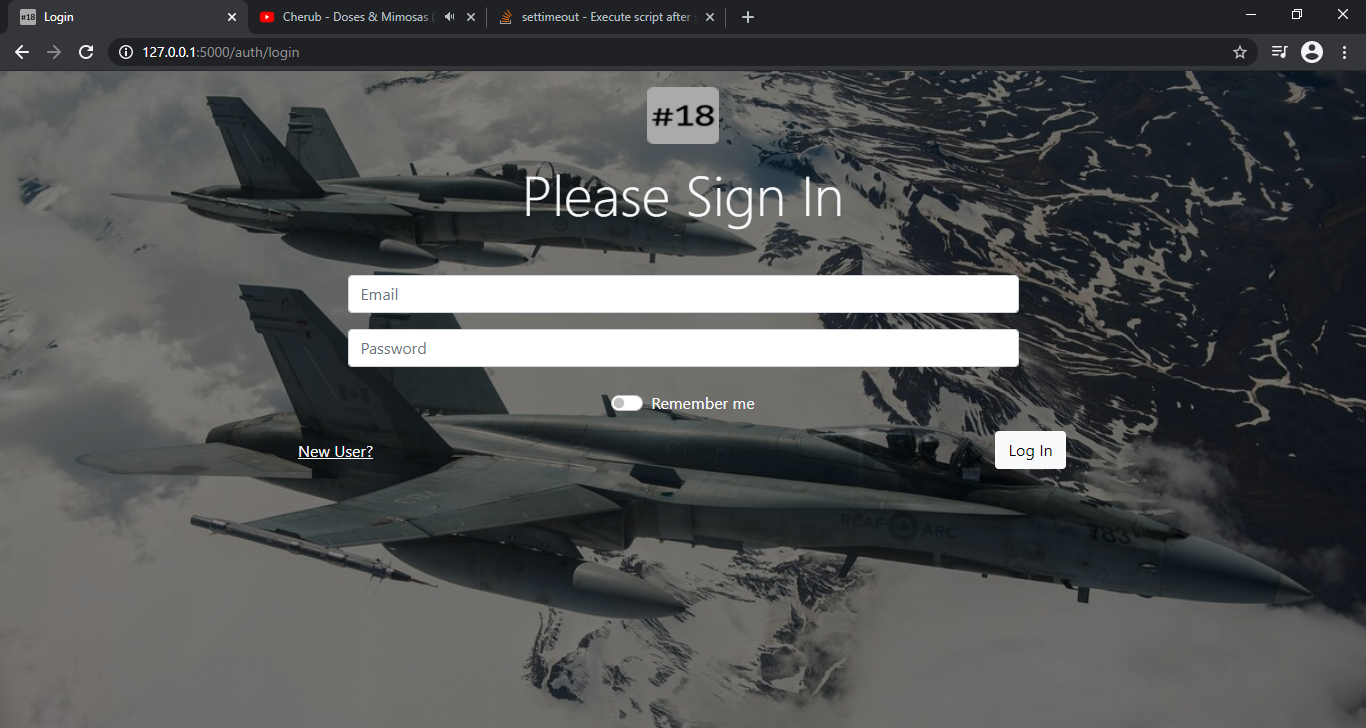 #18 Login
Cherub - Doses & Mimosas (
settimeout - Execute script after s
127.0.0.1:5000/auth/login
#18
Please Sign In
Email
Password
Remember me
New User?
Log In
RCAF ARC
783
783